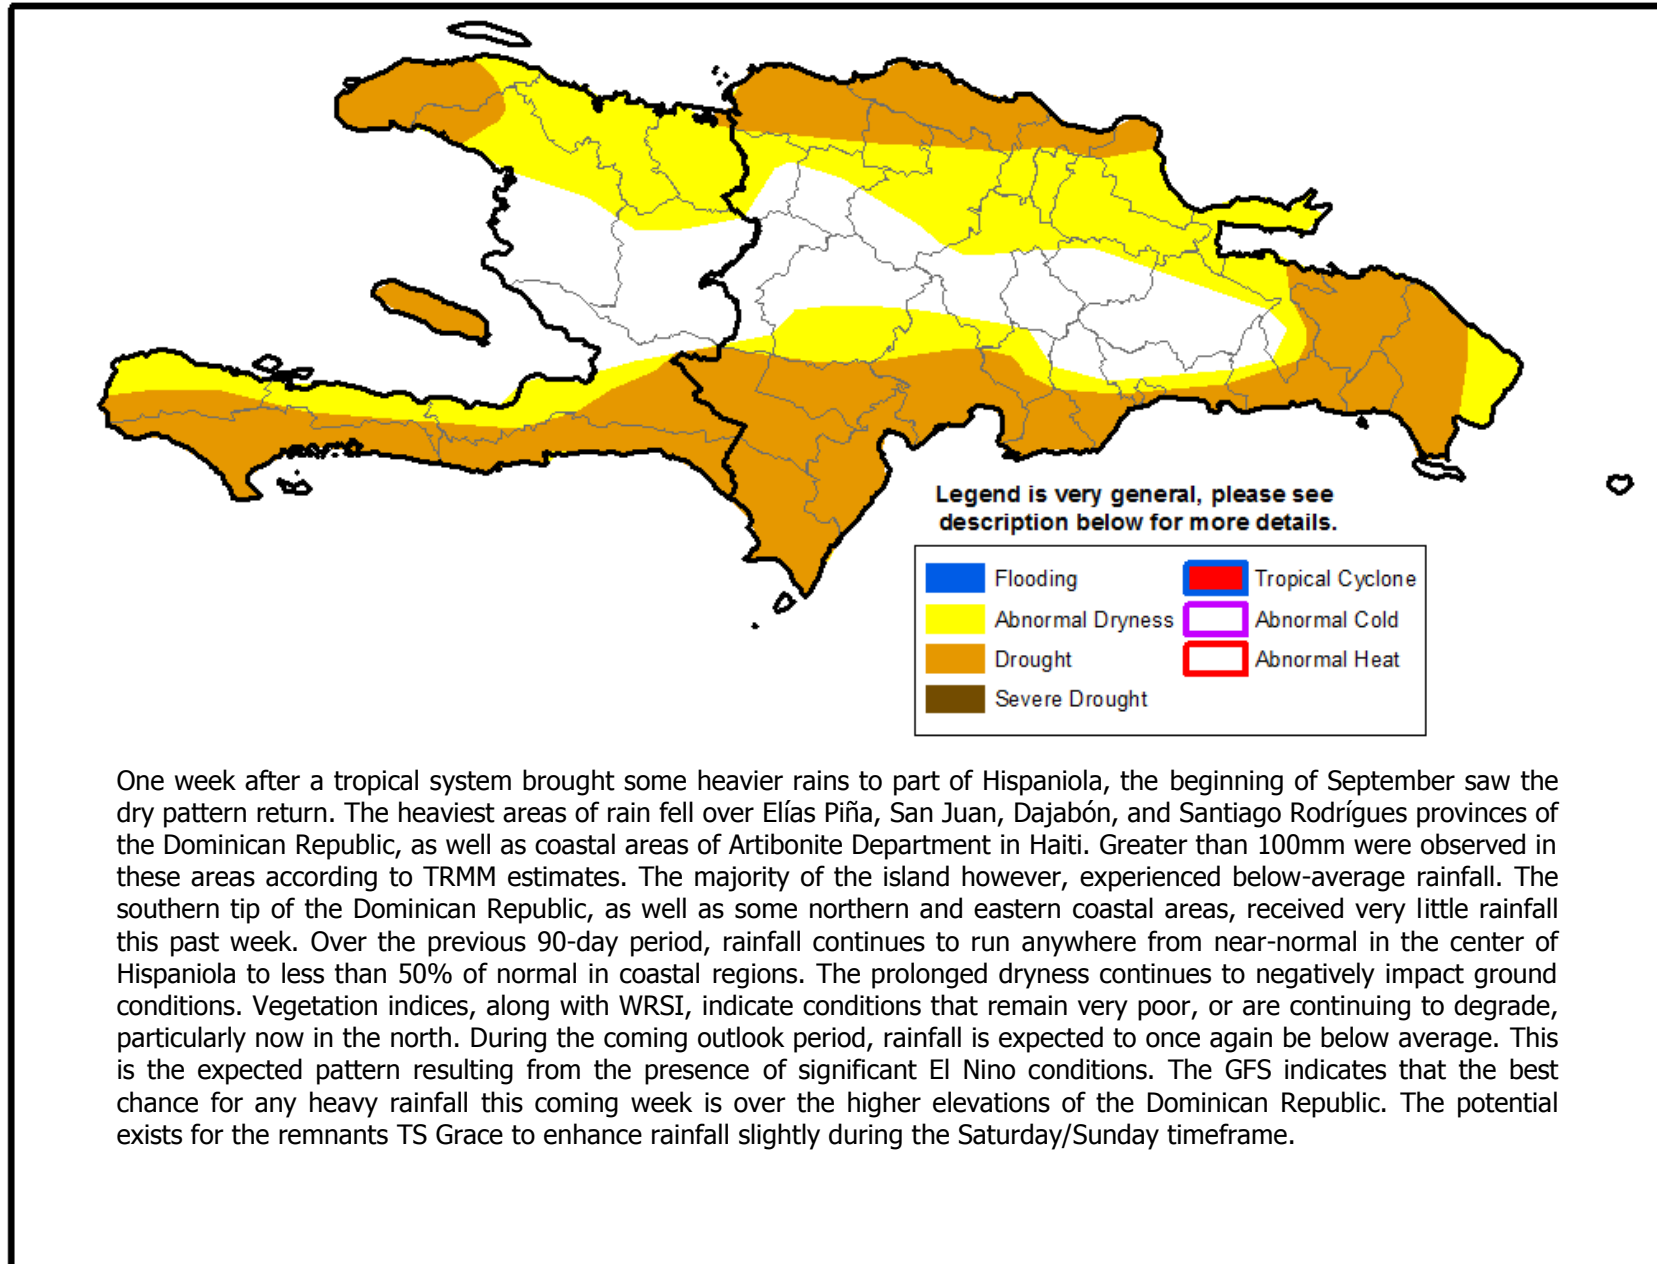 Legend is very general, please see
description below for more details.
Flooding
Tropical Cyclone
Abnormal Dryness
Abnormal Cold
Drought
Abnormal Heat
Severe Drought
One week after a tropical system brought some heavier rains to part of Hispaniola, the beginning of September saw the
dry pattern return. The heaviest areas of rain fell over Elías Piña, San Juan, Dajabón, and Santiago Rodrígues provinces of
the Dominican Republic, as well as coastal areas of Artibonite Department in Haiti. Greater than 100mm were observed in
these areas according to TRMM estimates. The majority of the island however, experienced below-average rainfall. The
southern tip of the Dominican Republic, as well as some northern and eastern coastal areas, received very little rainfall
this past week. Over the previous 90-day period, rainfall continues to run anywhere from near-normal in the center of
Hispaniola to less than 50% of normal in coastal regions. The prolonged dryness continues to negatively impact ground
conditions. Vegetation indices, along with WRSI, indicate conditions that remain very poor, or are continuing to degrade,
particularly now in the north. During the coming outlook period, rainfall is expected to once again be below average. This
is the expected pattern resulting from the presence of significant El Nino conditions. The GFS indicates that the best
chance for any heavy rainfall this coming week is over the higher elevations of the Dominican Republic. The potential
exists for the remnants TS Grace to enhance rainfall slightly during the Saturday/Sunday timeframe.